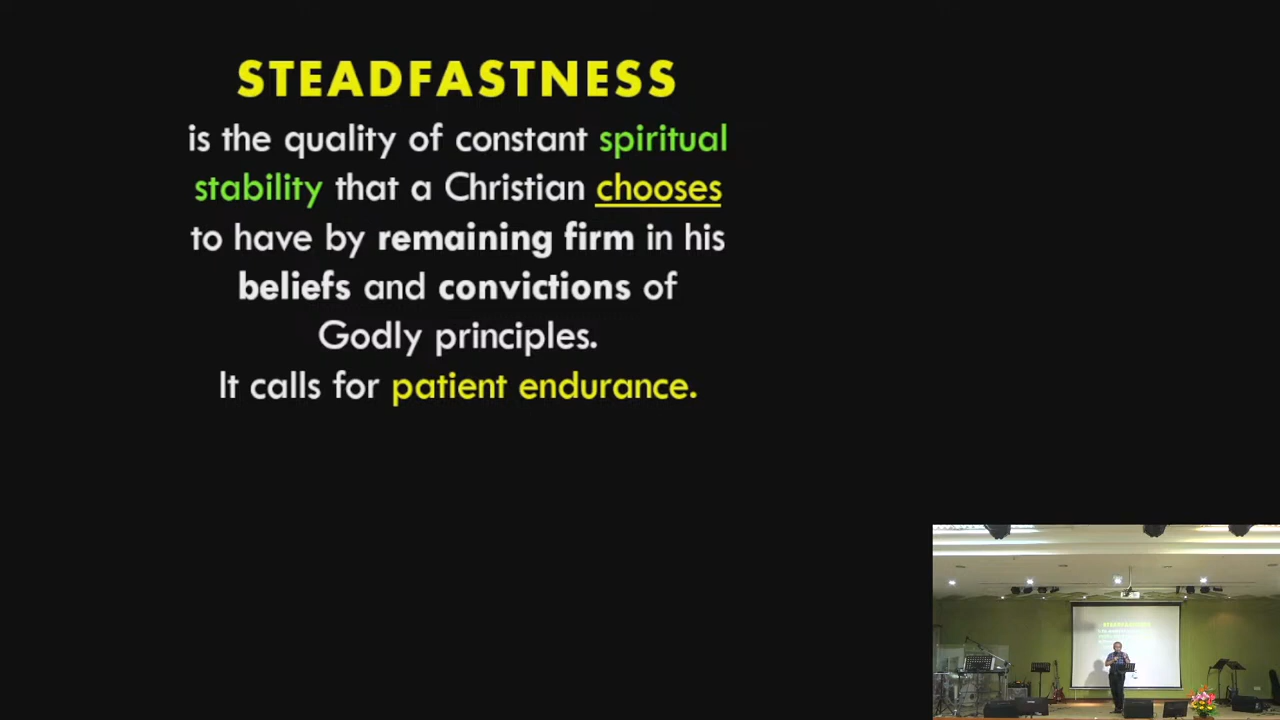 STEADFASTNESS
is the quality of constant spiritual
stability that a Christian chooses
to have by remaining firm in his
beliefs and convictions of
Godly principles.
It calls for patient endurance.